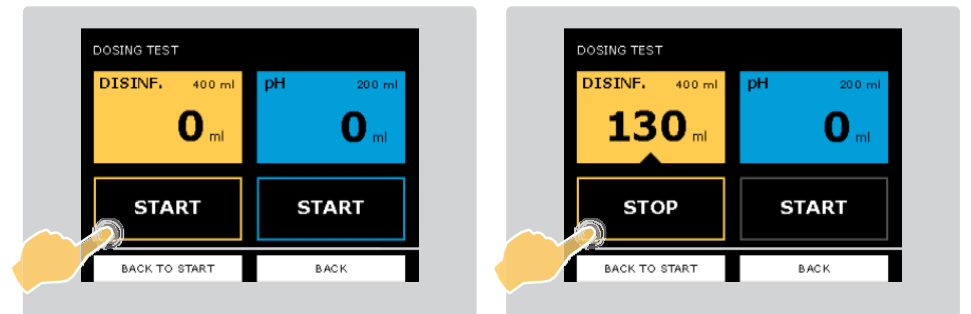 DOSING TEST
DISINF. 400 ml
pH 200 ml
0 ml
0 ml
START
START
BACK TO START
BACK
DOSING TEST
DISINF. 400 ml
pH 200 ml
130 ml
0 ml
STOP
START
BACK TO START
BACK